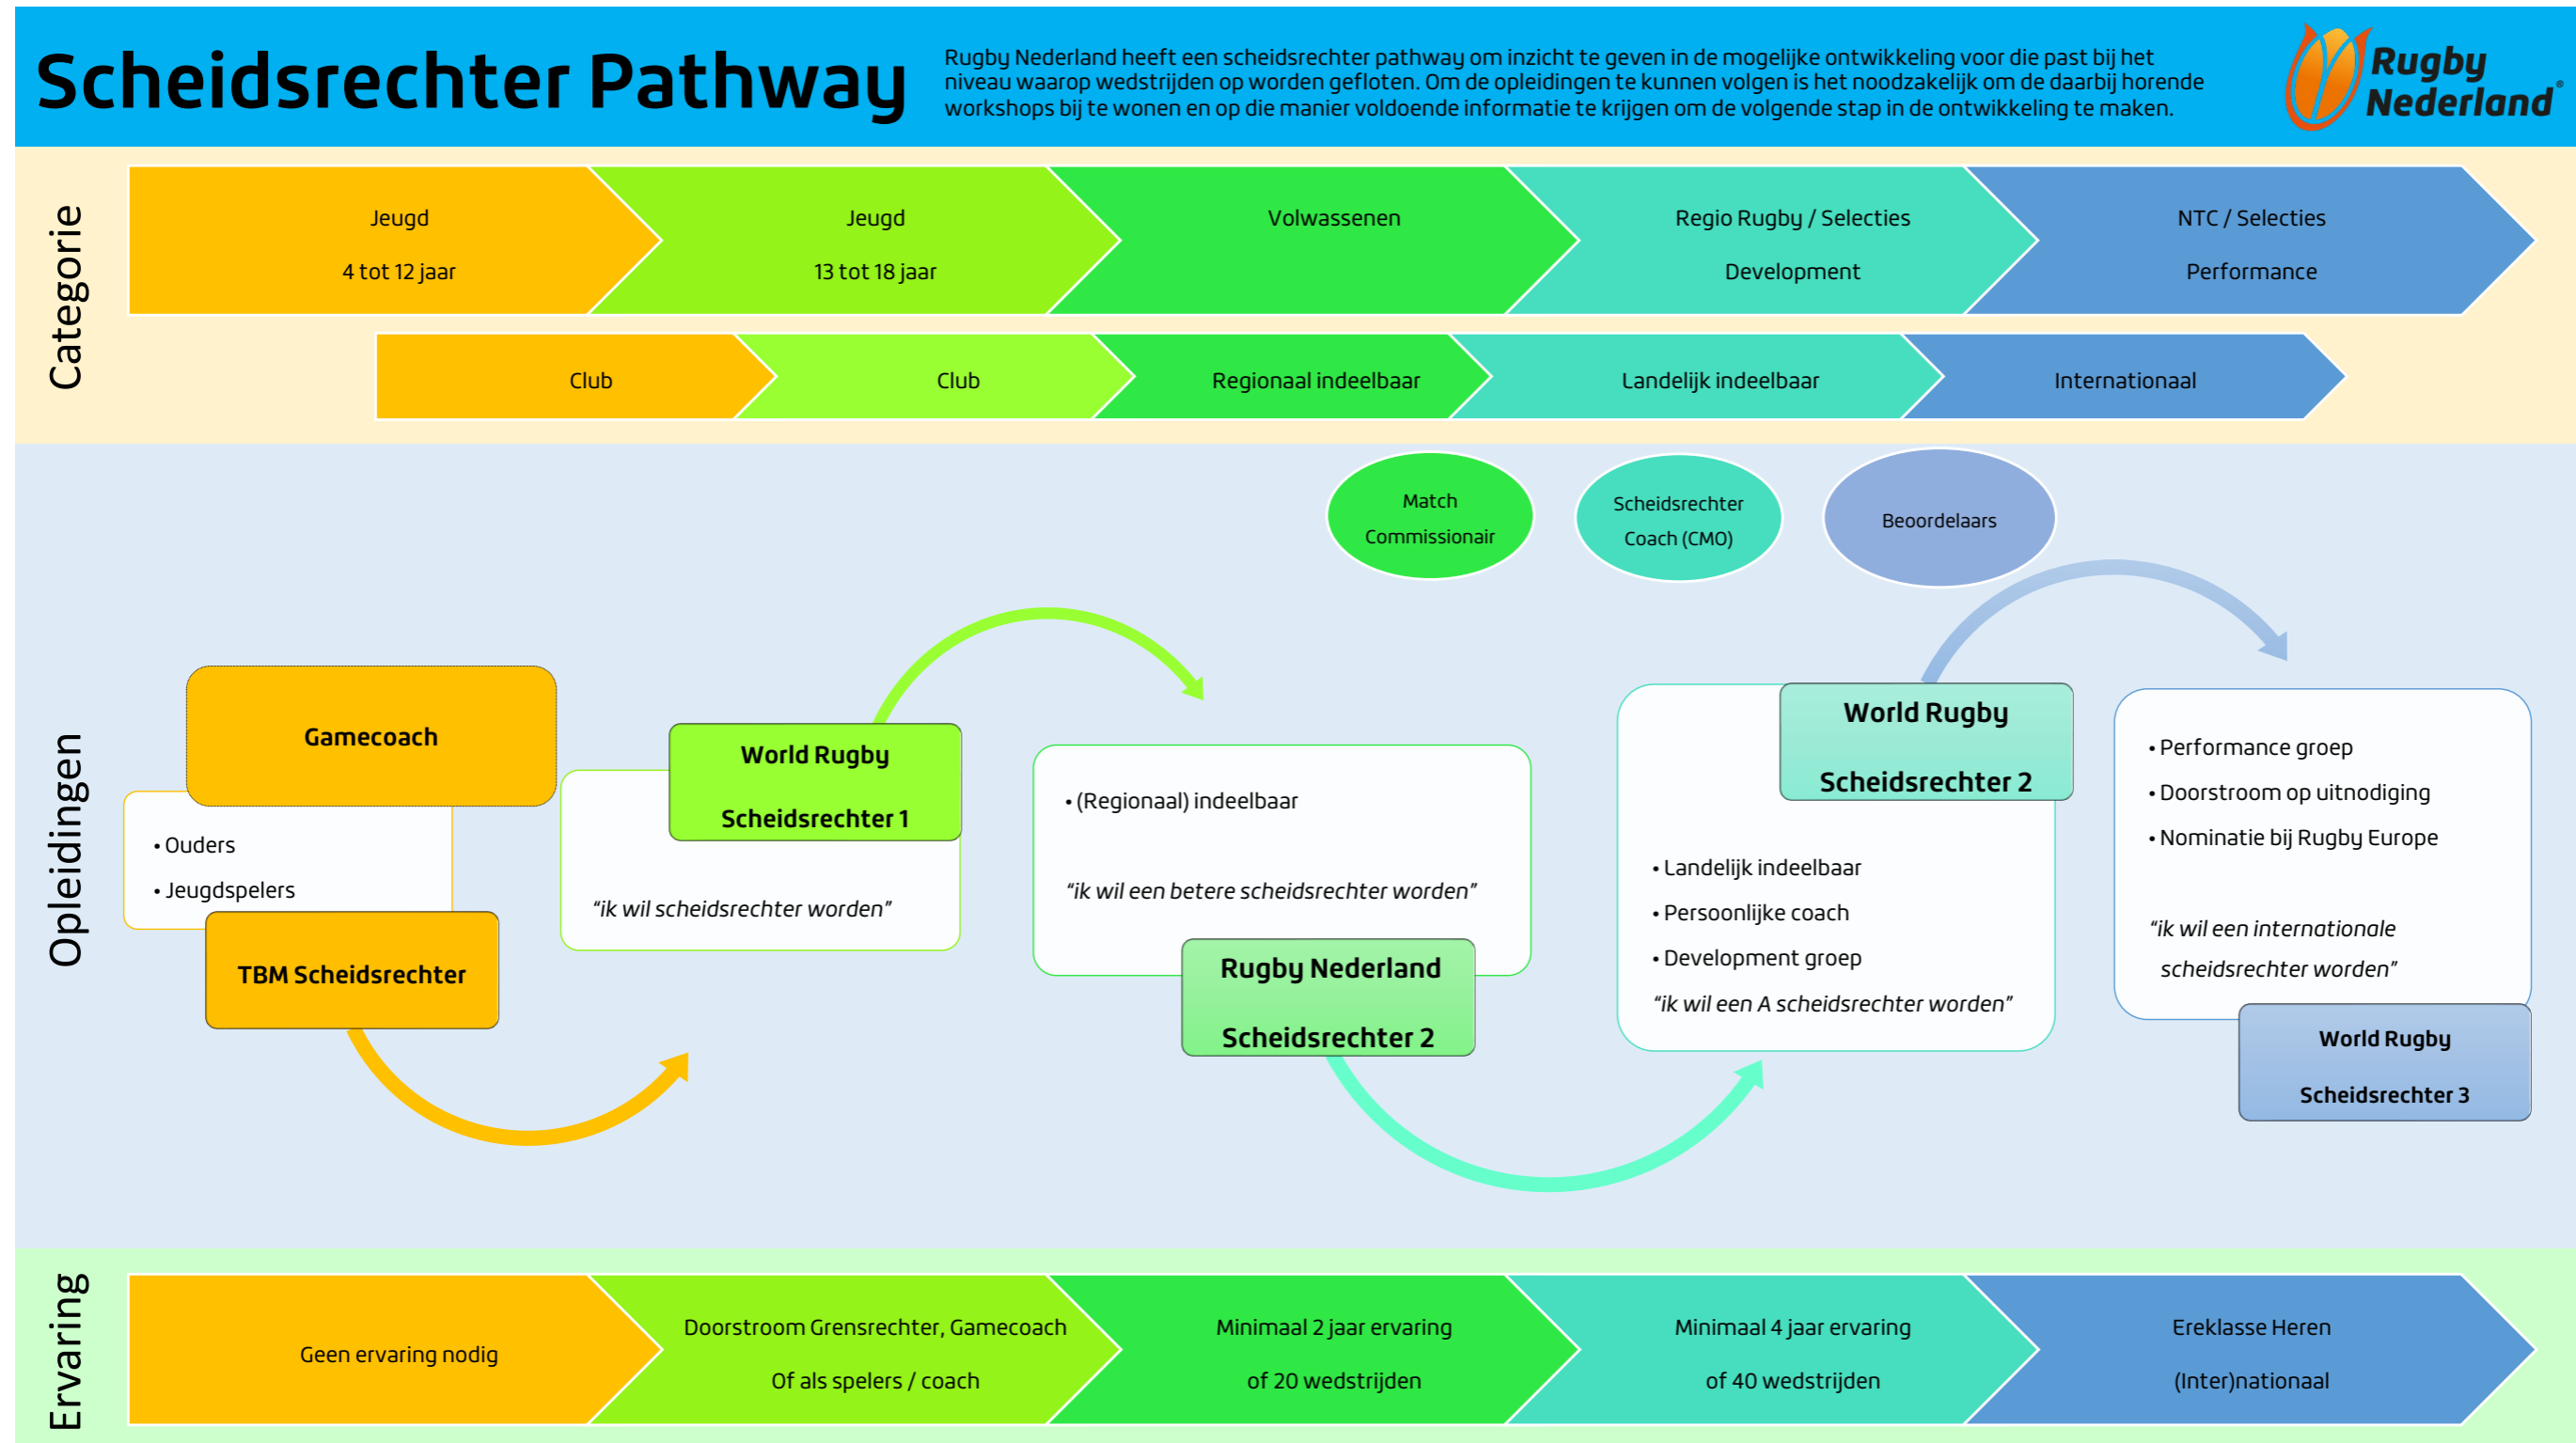 Scheidsrechter Pathway
Rugby Nederland heeft een scheidsrechter pathway om inzicht te geven in de mogelijke ontwikkeling voor die past bij het
niveau waarop wedstrijden op worden gefloten. Om de opleidingen te kunnen volgen is het noodzakelijk om de daarbij horende
workshops bij te wonen en op die manier voldoende informatie te krijgen om de volgende stap in de ontwikkeling te maken.
Rugby
Nederland®
Categorie
Jeugd
4 tot 12 jaar
Jeugd
13 tot 18 jaar
Volwassenen
Regio Rugby / Selecties
Development
NTC / Selecties
Performance
Club
Club
Regionaal indeelbaar
Landelijk indeelbaar
Internationaal
Opleidingen
Match
Commissionair
Scheidsrechter
Coach (CMO)
Beoordelaars
Gamecoach
• Ouders
• Jeugdspelers
TBM Scheidsrechter
World Rugby
Scheidsrechter 1
“ik wil scheidsrechter worden”
• (Regionaal) indeelbaar
“ik wil een betere scheidsrechter worden”
Rugby Nederland
Scheidsrechter 2
World Rugby
Scheidsrechter 2
• Landelijk indeelbaar
• Persoonlijke coach
• Development groep
“ik wil een A scheidsrechter worden”
• Performance groep
• Doorstroom op uitnodiging
• Nominatie bij Rugby Europe
“ik wil een internationale
scheidsrechter worden”
World Rugby
Scheidsrechter 3
Ervaring
Geen ervaring nodig
Doorstroom Grensrechter, Gamecoach
Of als spelers / coach
Minimaal 2 jaar ervaring
of 20 wedstrijden
Minimaal 4 jaar ervaring
of 40 wedstrijden
Ereklasse Heren
(Inter)nationaal